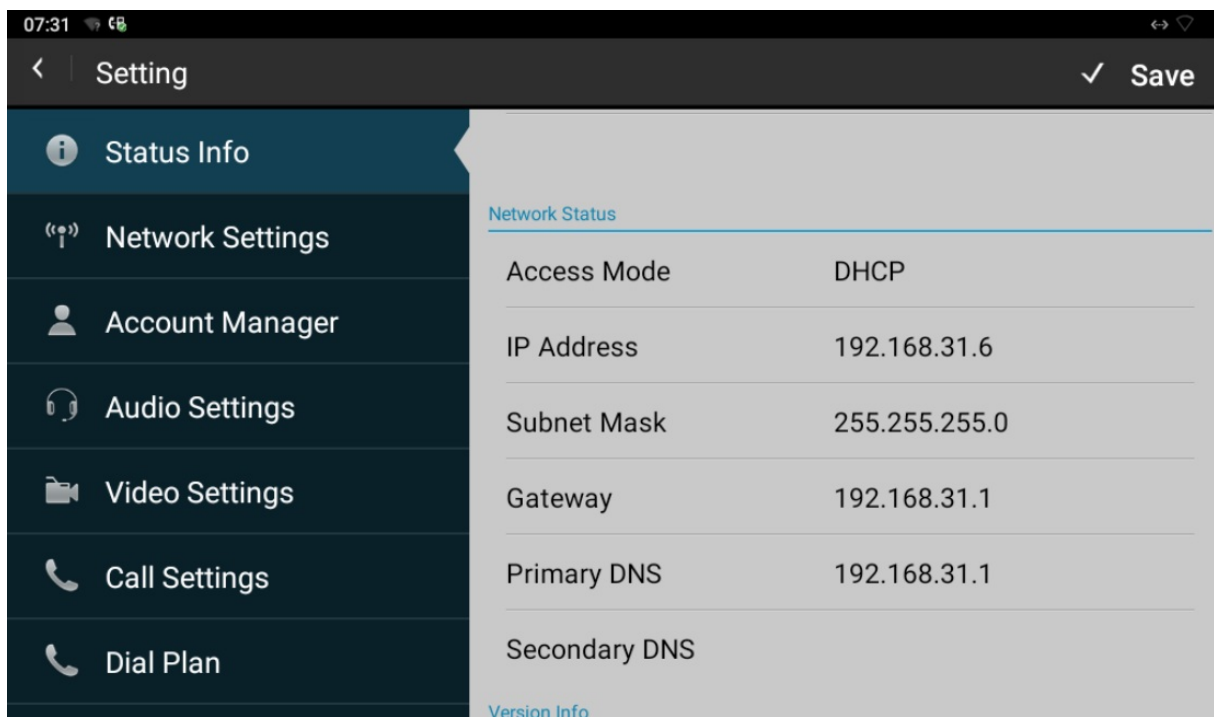 07:31
Setting
Save
Status Info
Network Settings
Account Manager
Audio Settings
Video Settings
Call Settings
Dial Plan
Network Status
Access Mode DHCP
IP Address 192.168.31.6
Subnet Mask 255.255.255.0
Gateway 192.168.31.1
Primary DNS 192.168.31.1
Secondary DNS
Version Info